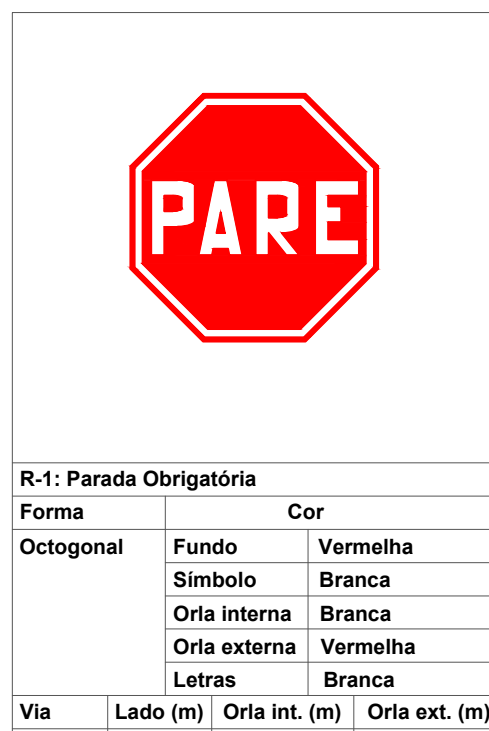 PARE
R-1: Parada Obrigatória
Forma Cor
Octogonal Fundo Vermelha
Símbolo Branca
Orla interna Branca
Orla externa Vermelha
Letras Branca
Via Lado (m) Orla int. (m) Orla ext. (m)